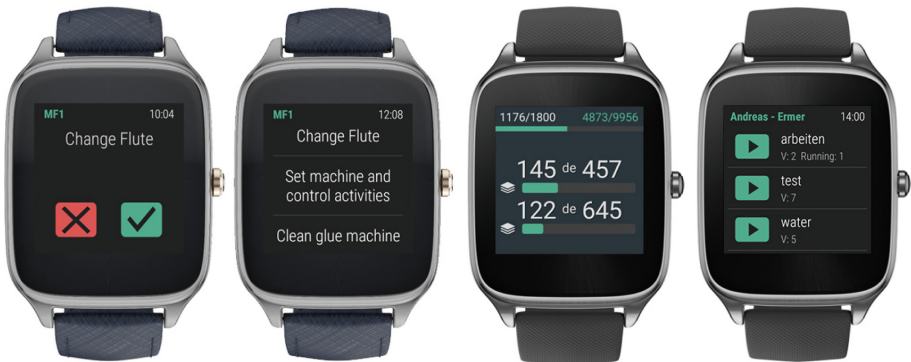 MF1 10:04
Change Flute
MF1 12:08
Change Flute
Set machine and
control activities
Clean glue machine
1176/1800 4873/9956
145 de 457
122 de 645
Andreas - Ermer 14:00
arbeiten
V: 2 Running: 1
test
V: 7
water
V: 5